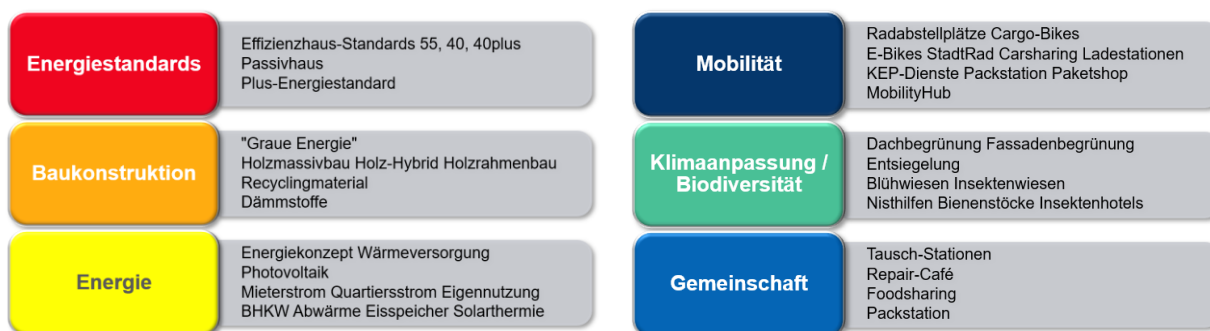 Energiestandards
Effizienzhaus-Standards 55, 40, 40plus
Passivhaus
Plus-Energiestandard
Baukonstruktion
"Graue Energie"
Holzmassivbau Holz-Hybrid Holzrahmenbau
Recyclingmaterial
Dämmstoffe
Energie
Energiekonzept Wärmeversorgung
Photovoltaik
Mieterstrom Quartiersstrom Eigennutzung
BHKW Abwärme Eisspeicher Solarthermie
Mobilität
Radabstellplätze Cargo-Bikes
E-Bikes StadtRad Carsharing Ladestationen
KEP-Dienste Packstation Paketshop
MobilityHub
Klimaanpassung /
Biodiversität
Dachbegrünung Fassadenbegrünung
Entsiegelung
Blühwiesen Insektenwiesen
Nisthilfen Bienenstöcke Insektenhotels
Gemeinschaft
Tausch-Stationen
Repair-Café
Foodsharing
Packstation